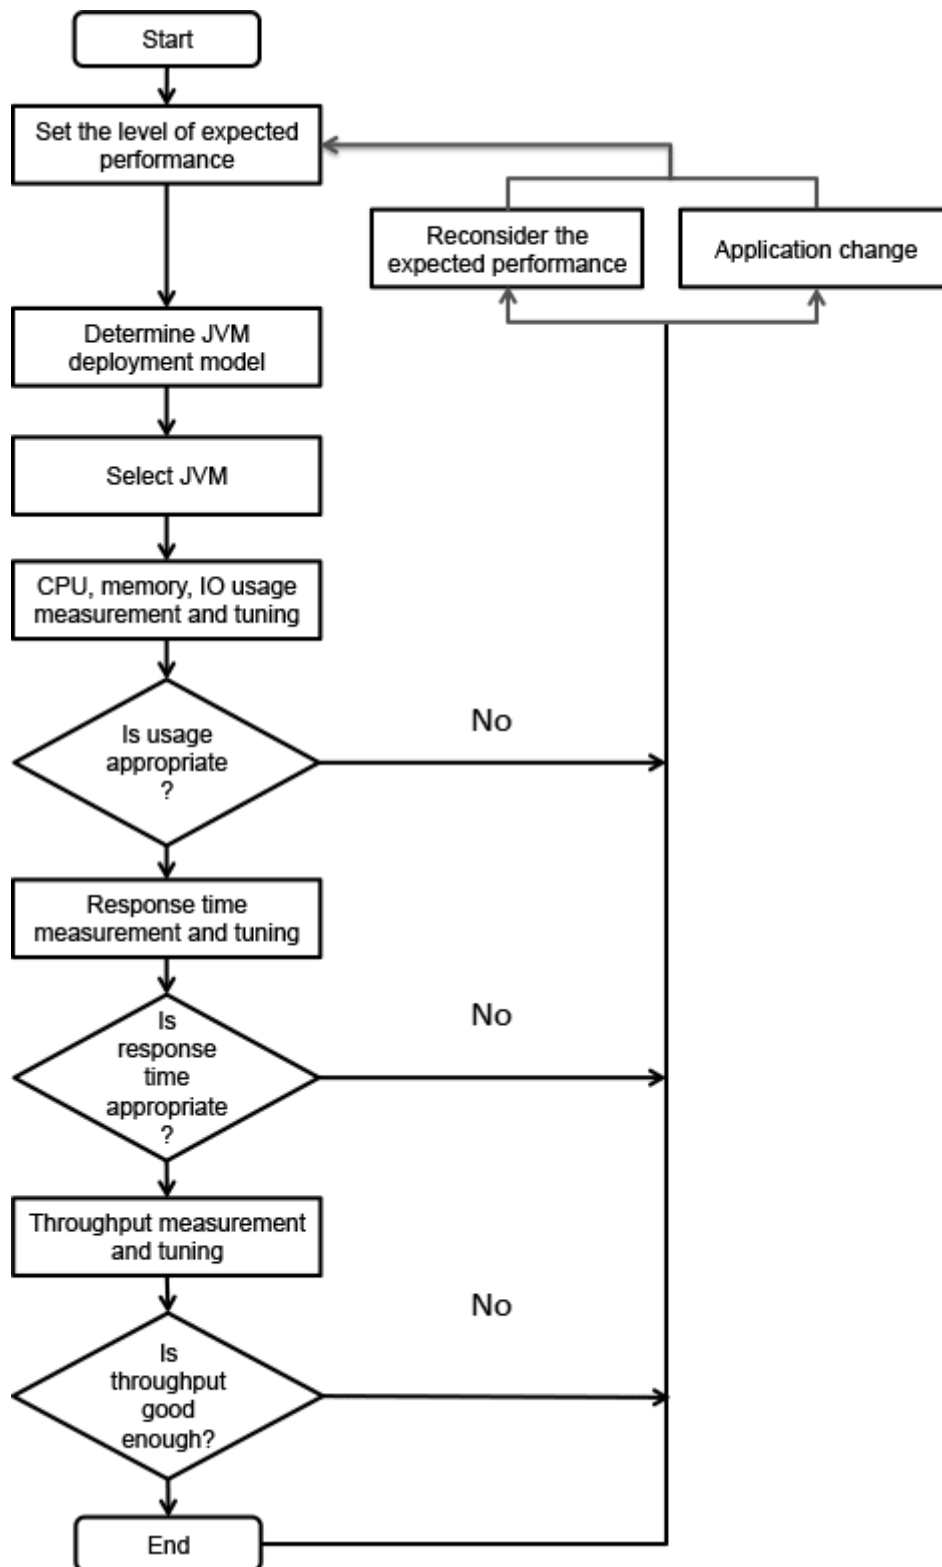 Start
Set the level of expected
performance
Reconsider the
expected performance
Application change
Determine JVM
deployment model
Select JVM
CPU, memory, IO usage
measurement and tuning
Is usage
appropriate
?
No
Response time
measurement and tuning
Is
response
time
appropriate
?
No
Throughput measurement
and tuning
Is
throughput
good
enough?
No
End